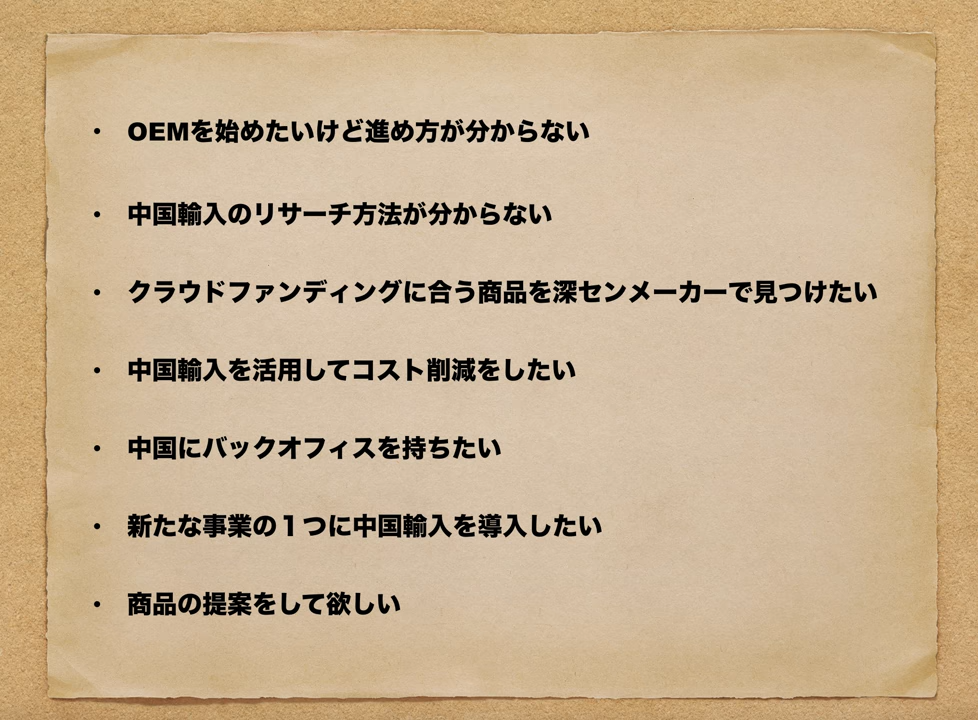 ・ OEMを始めたいけど進め方が分からない
・ 中国輸入のリサーチ方法が分からない
・ クラウドファンディングに合う商品を深センメーカーで見つけたい
・ 中国輸入を活用してコスト削減をしたい
・ 中国にバックオフィスを持ちたい
・ 新たな事業の１つに中国輸入を導入したい
・ 商品の提案をして欲しい